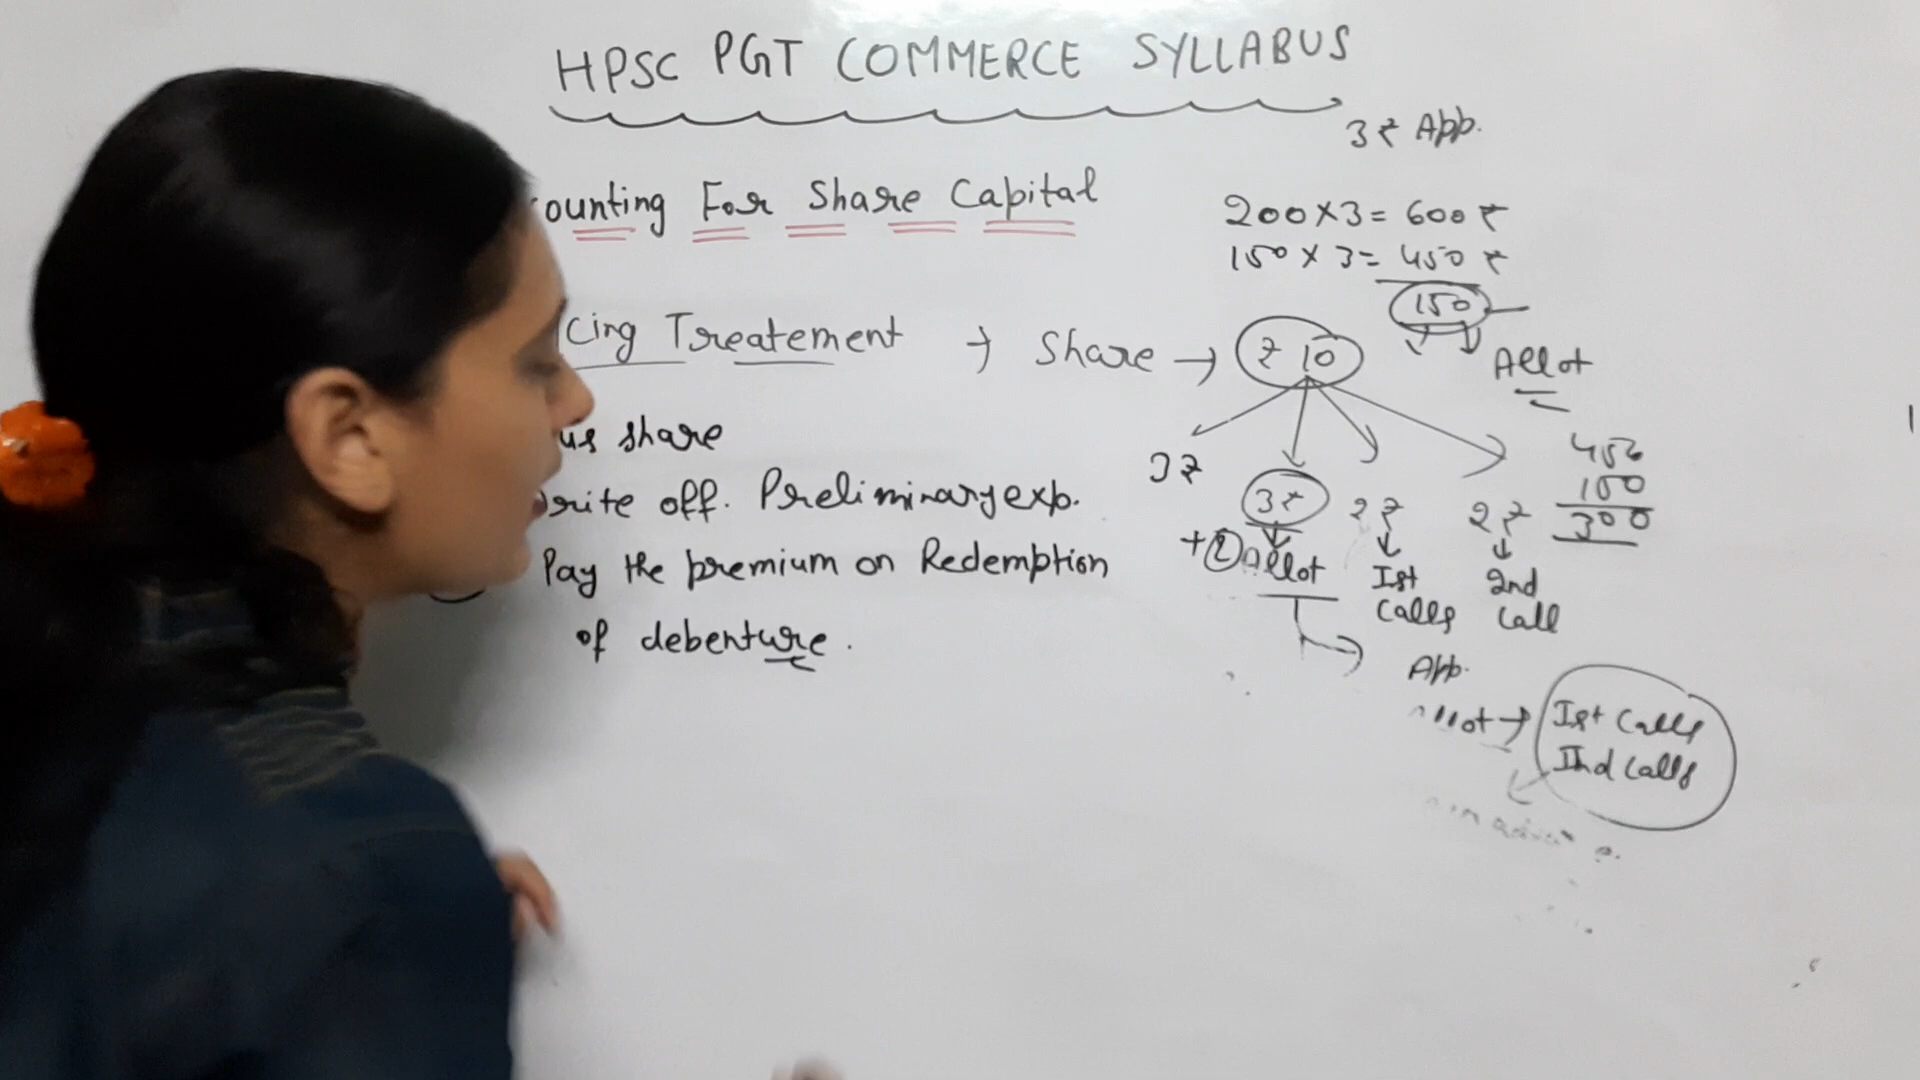 HPSC PGT COMMERCE SYLLABUS
3₹ App.
ounting For Share Capital
200×3= 600₹
150×3= 450₹
150
Allot
cing Treatement → Share → ₹10
us share
rite off. Preliminary exp.
Pay the premium on Redemption
of debenture.
3₹
3₹
2₹
2₹
450
300
allot
Ist
Calls
2nd
Call
App.
llot → Ist Calls
IInd Calls